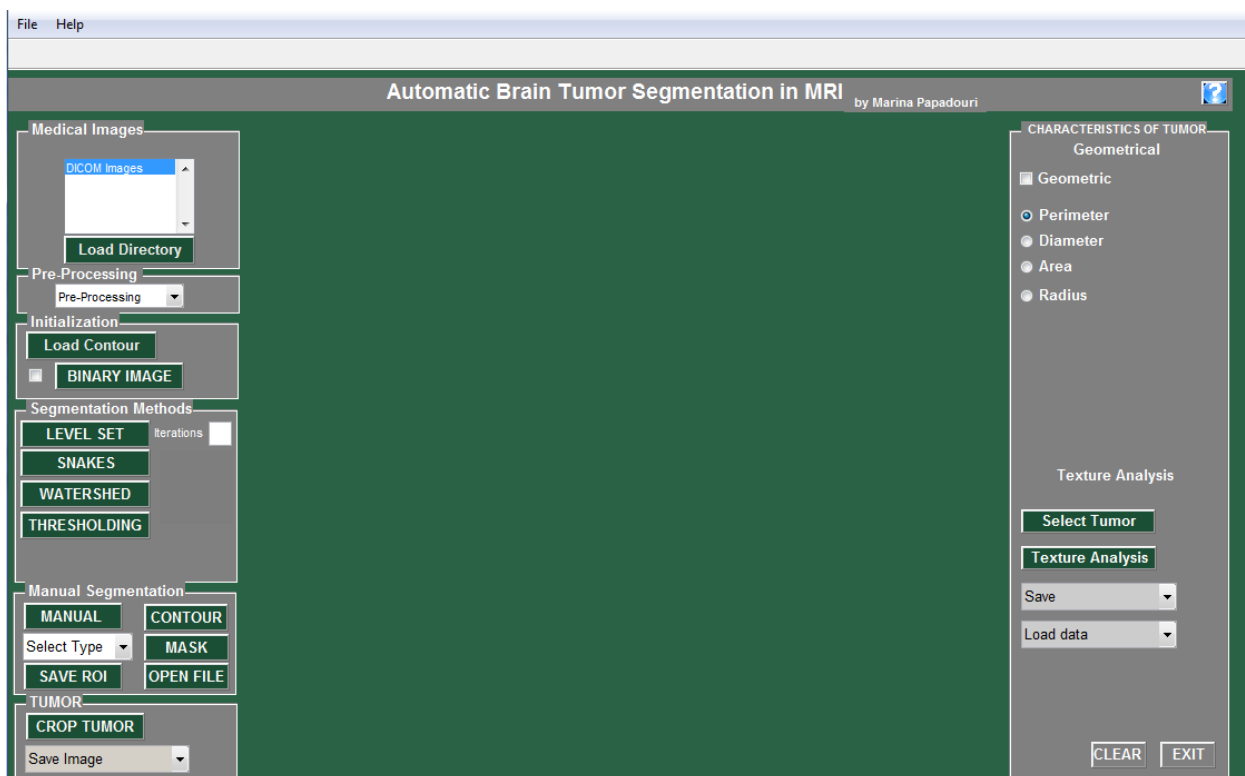 File Help
Automatic Brain Tumor Segmentation in MRI by Marina Papadouri
Medical Images
DICOM Images
Load Directory
Pre-Processing
Pre-Processing
Initialization
Load Contour
BINARY IMAGE
Segmentation Methods
LEVEL SET Iterations
SNAKES
WATERSHED
THRESHOLDING
Manual Segmentation
MANUAL CONTOUR
Select Type MASK
SAVE ROI OPEN FILE
TUMOR
CROP TUMOR
Save Image
CHARACTERISTICS OF TUMOR
Geometrical
Geometric
Perimeter
Diameter
Area
Radius
Texture Analysis
Select Tumor
Texture Analysis
Save
Load data
CLEAR EXIT